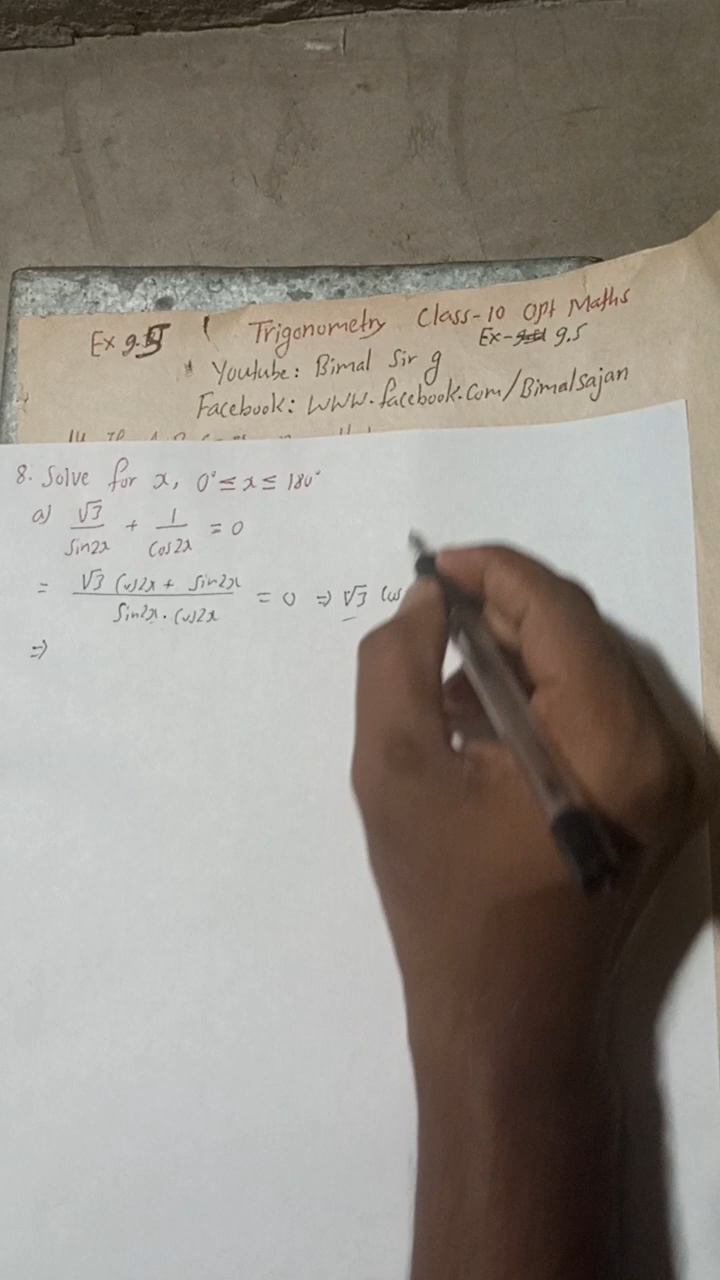 Ex 9.5 Trigonometry Class-10 Opt Maths
Ex- 9.5
Youtube: Bimal Sir g
Facebook: WWW.facebook.Com/Bimalsajan
8. Solve for x, 0° ≤ x ≤ 180°
a) √3/Sin2x + 1/Cos2x = 0
= (√3 Cos2x + Sin2x)/(Sin2x · Cos2x) = 0 ⇒ √3 Cos
⇒